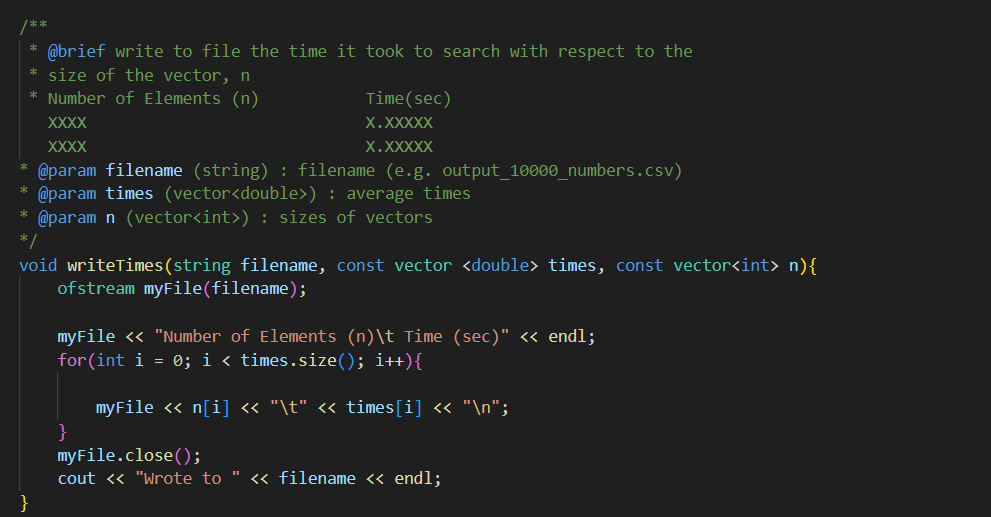 /**
 * @brief write to file the time it took to search with respect to the
 * size of the vector, n
 * Number of Elements (n)           Time(sec)
   XXXX                             X.XXXXX
   XXXX                             X.XXXXX
* @param filename (string) : filename (e.g. output_10000_numbers.csv)
* @param times (vector<double>) : average times
* @param n (vector<int>) : sizes of vectors
*/
void writeTimes(string filename, const vector <double> times, const vector<int> n){
    ofstream myFile(filename);

    myFile << "Number of Elements (n)\t Time (sec)" << endl;
    for(int i = 0; i < times.size(); i++){

        myFile << n[i] << "\t" << times[i] << "\n";
    }
    myFile.close();
    cout << "Wrote to " << filename << endl;
}